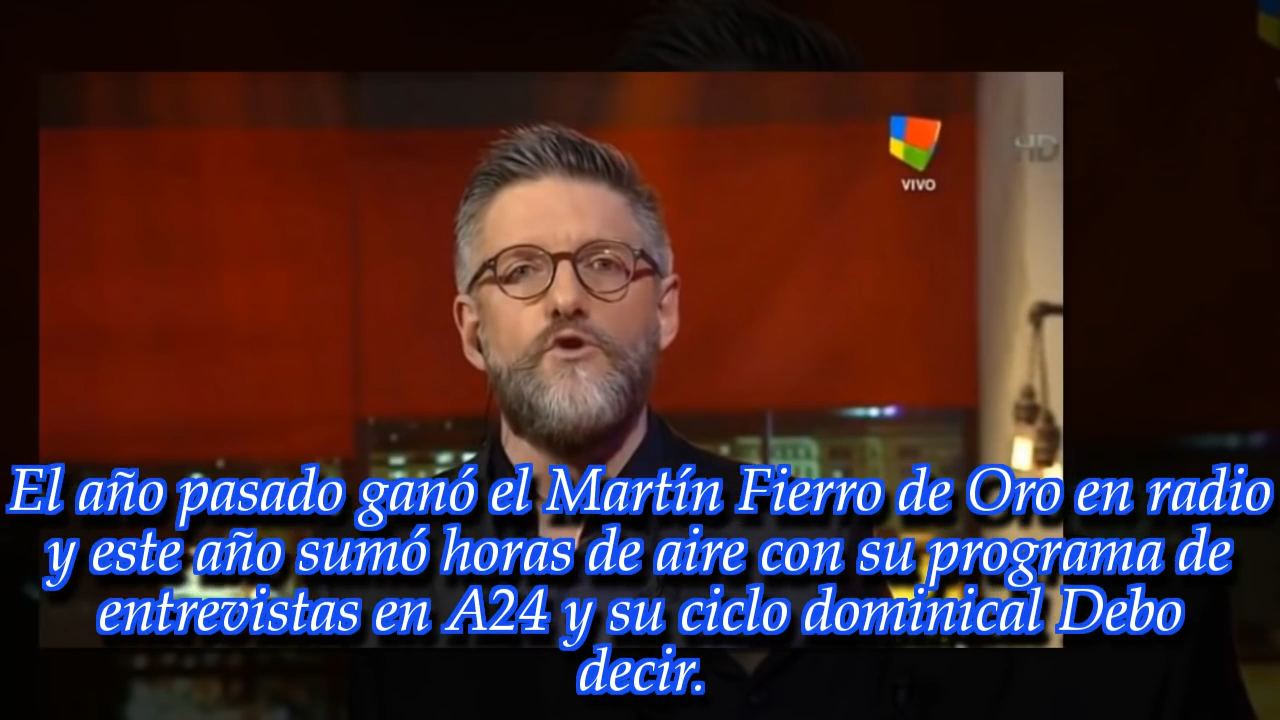 HD
VIVO
El año pasado ganó el Martín Fierro de Oro en radio
y este año sumó horas de aire con su programa de
entrevistas en A24 y su ciclo dominical Debo
decir.